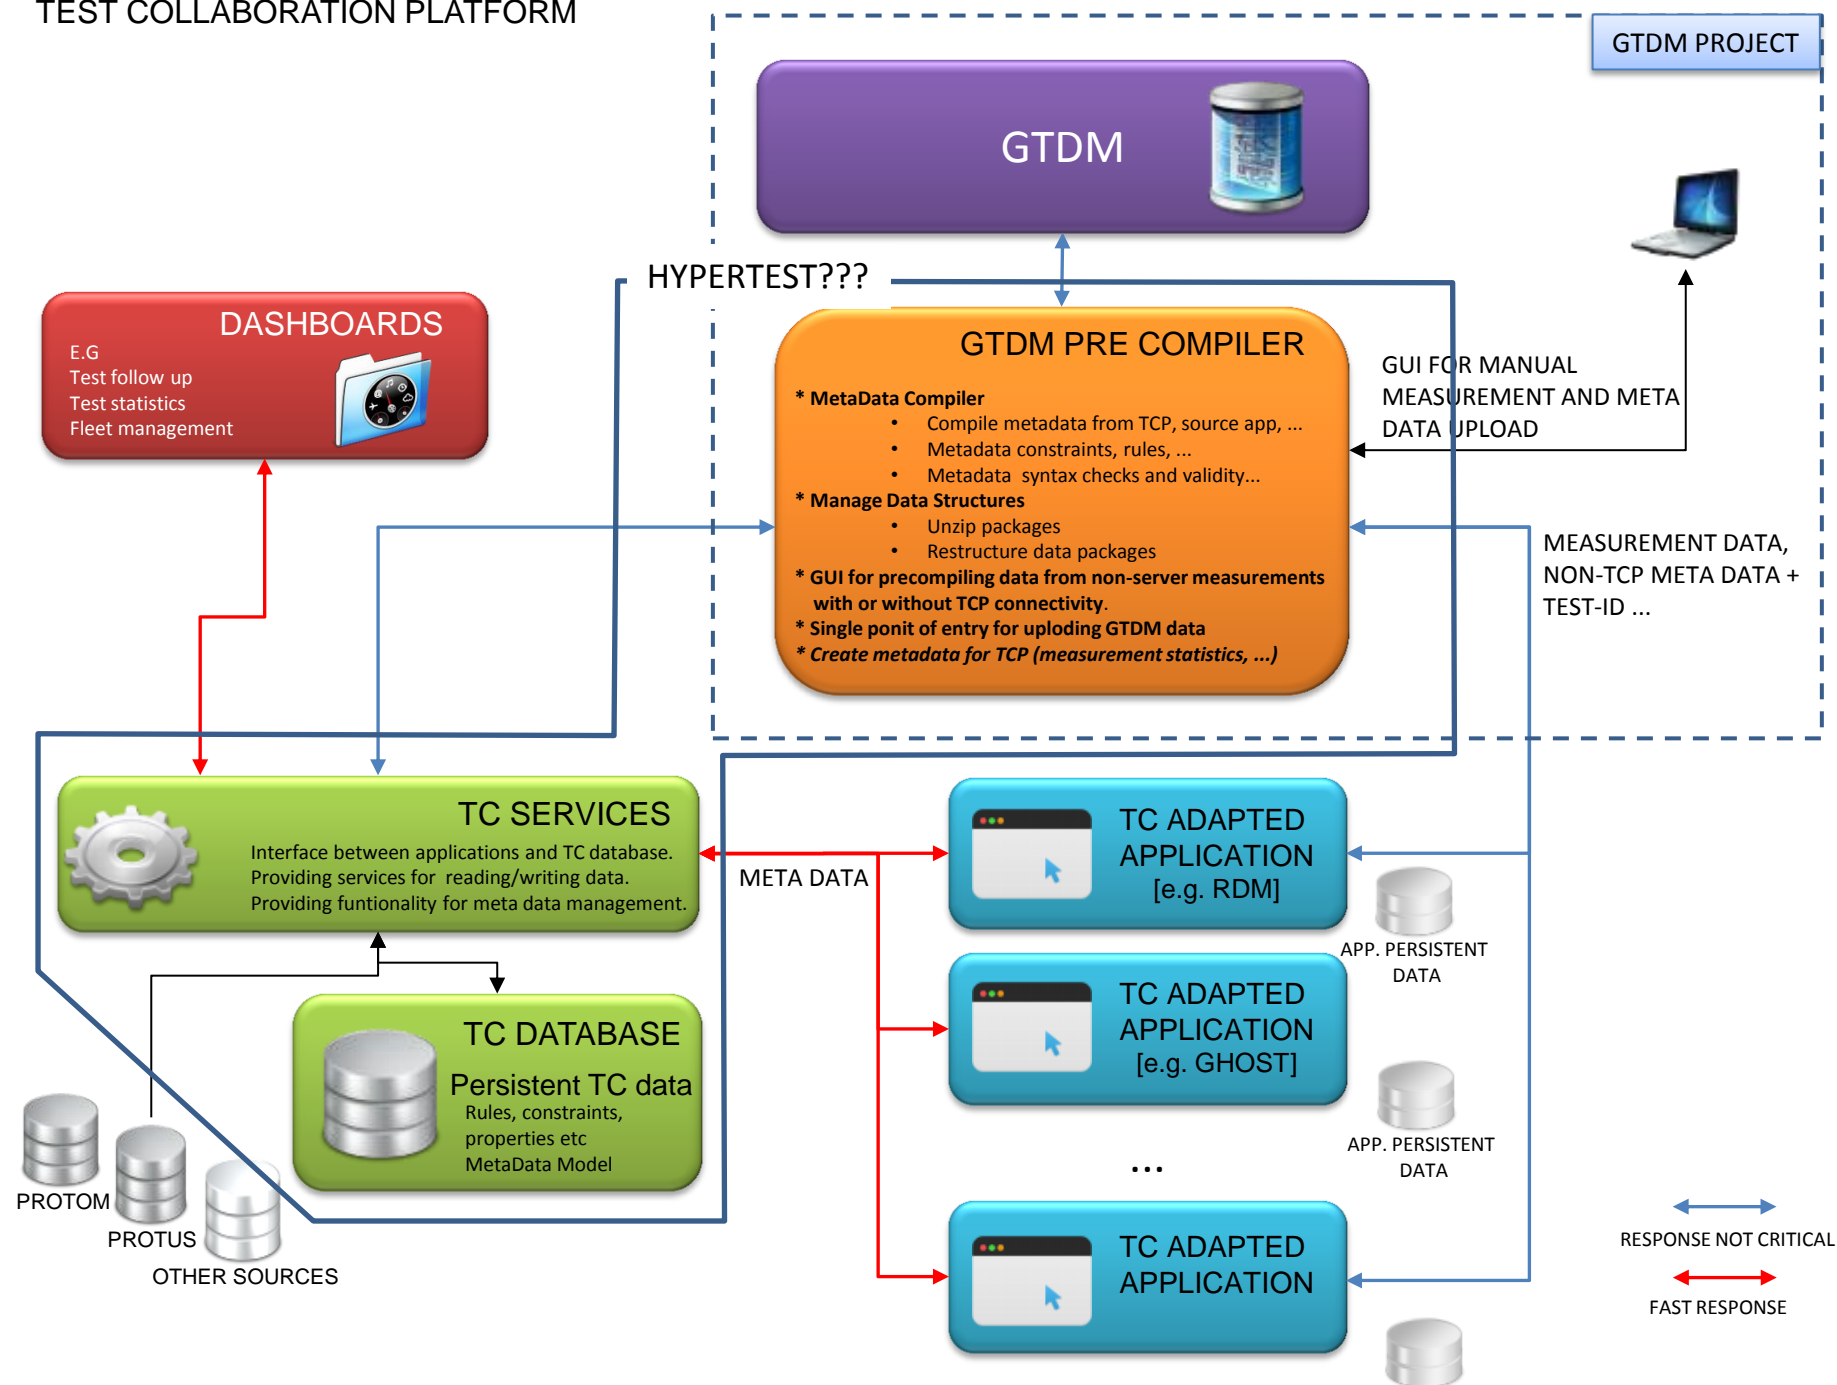 TEST COLLABORATION PLATFORM
GTDM PROJECT
GTDM
HYPERTEST???
DASHBOARDS
E.G
Test follow up
Test statistics
Fleet management
GTDM PRE COMPILER
* MetaData Compiler
• Compile metadata from TCP, source app, ...
• Metadata constraints, rules, ...
• Metadata syntax checks and validity...
* Manage Data Structures
• Unzip packages
• Restructure data packages
* GUI for precompiling data from non-server measurements
with or without TCP connectivity.
* Single ponit of entry for uploding GTDM data
* Create metadata for TCP (measurement statistics, ...)
GUI FOR MANUAL
MEASUREMENT AND META
DATA UPLOAD
MEASUREMENT DATA,
NON-TCP META DATA +
TEST-ID ...
TC SERVICES
Interface between applications and TC database.
Providing services for reading/writing data.
Providing funtionality for meta data management.
META DATA
TC ADAPTED
APPLICATION
[e.g. RDM]
APP. PERSISTENT
DATA
TC DATABASE
Persistent TC data
Rules, constraints,
properties etc
MetaData Model
TC ADAPTED
APPLICATION
[e.g. GHOST]
APP. PERSISTENT
DATA
...
PROTOM
PROTUS
OTHER SOURCES
TC ADAPTED
APPLICATION
RESPONSE NOT CRITICAL
FAST RESPONSE